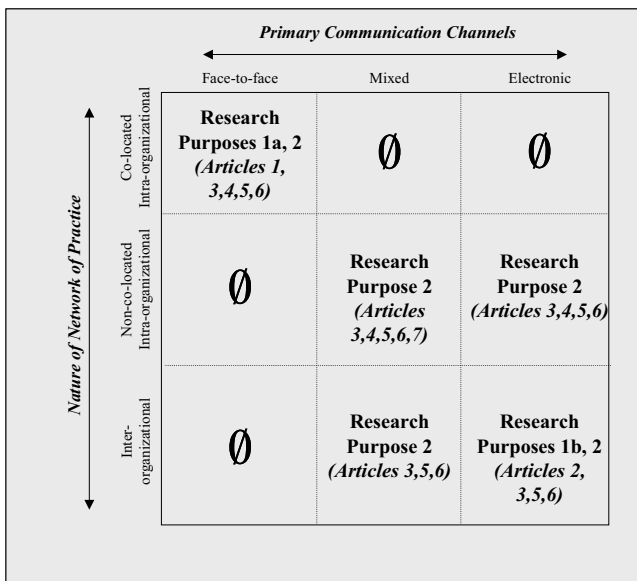 Primary Communication Channels
Face-to-face Mixed Electronic
Nature of Network of Practice
Co-located
Intra-organizational
Research
Purposes 1a, 2
(Articles 1,
3,4,5,6)
Ø
Ø
Non-co-located
Intra-organizational
Ø
Research
Purpose 2
(Articles
3,4,5,6,7)
Research
Purpose 2
(Articles 3,4,5,6)
Inter-
organizational
Ø
Research
Purpose 2
(Articles 3,5,6)
Research
Purposes 1b, 2
(Articles 2,
3,5,6)